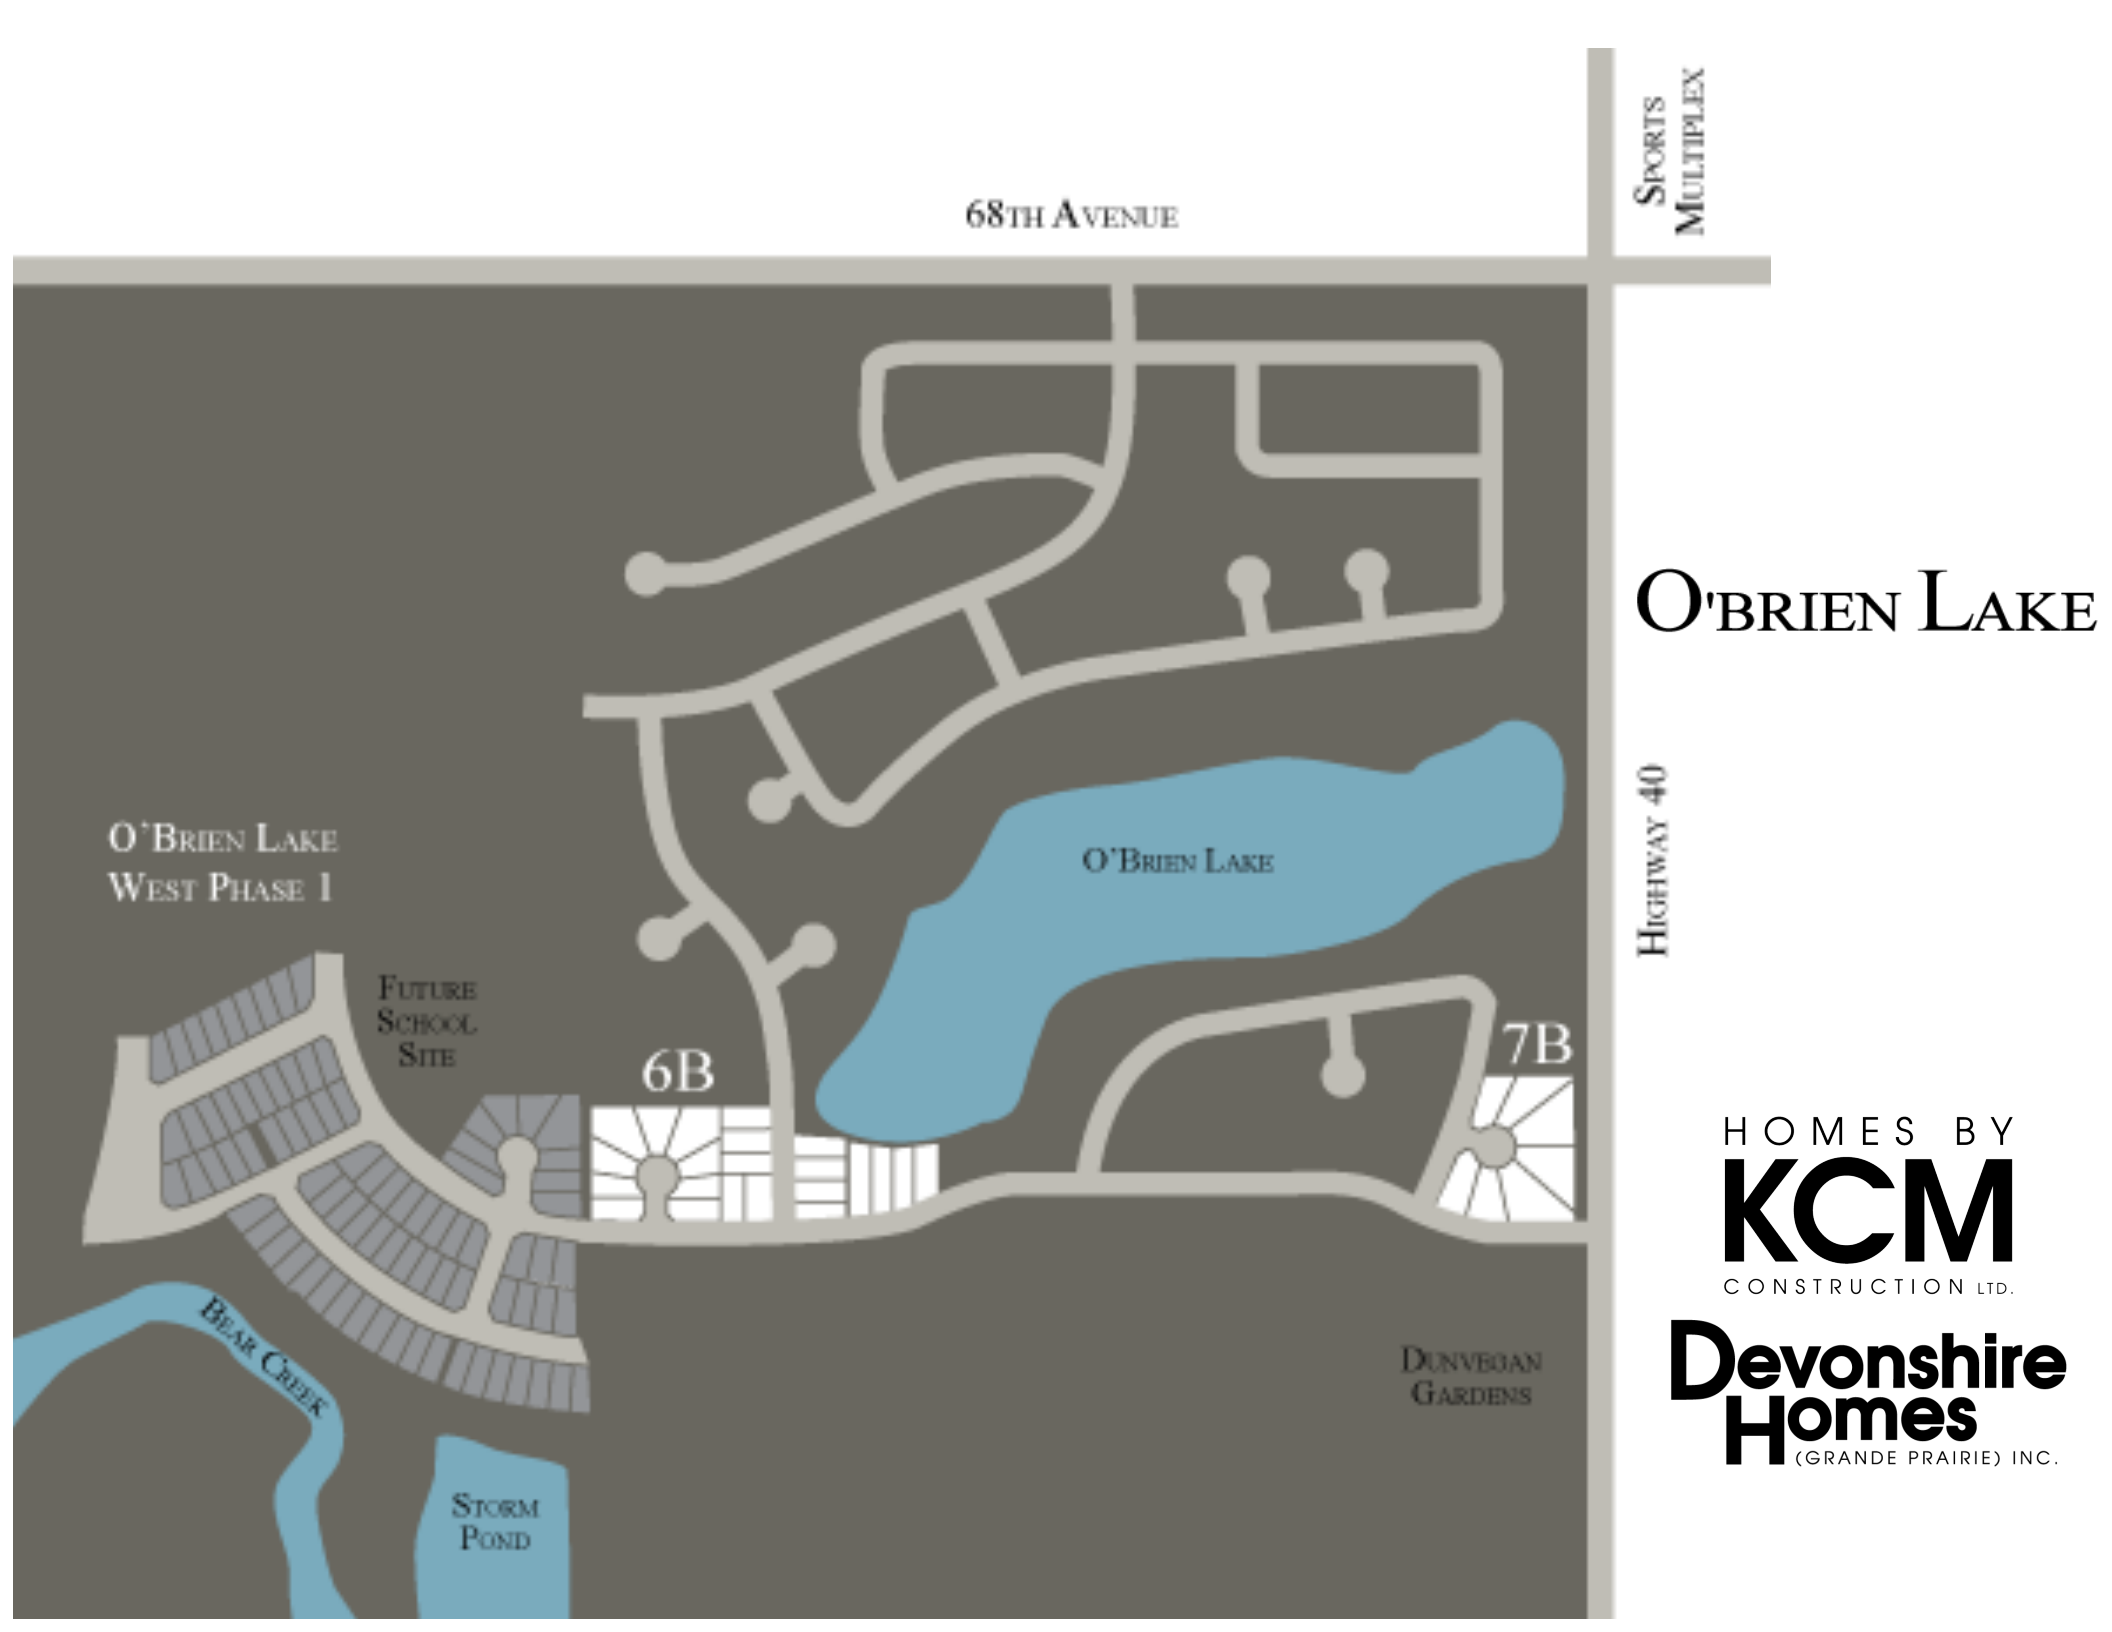 SPORTS
MULTIPLEX
68TH AVENUE
O'BRIEN LAKE
HIGHWAY 40
O'BRIEN LAKE
O'BRIEN LAKE
WEST PHASE 1
FUTURE
SCHOOL
SITE
6B
7B
HOMES BY
KCM
CONSTRUCTION LTD.
Devonshire
Homes
(GRANDE PRAIRIE) INC.
BEAR CREEK
DUNVEGAN
GARDENS
STORM
POND